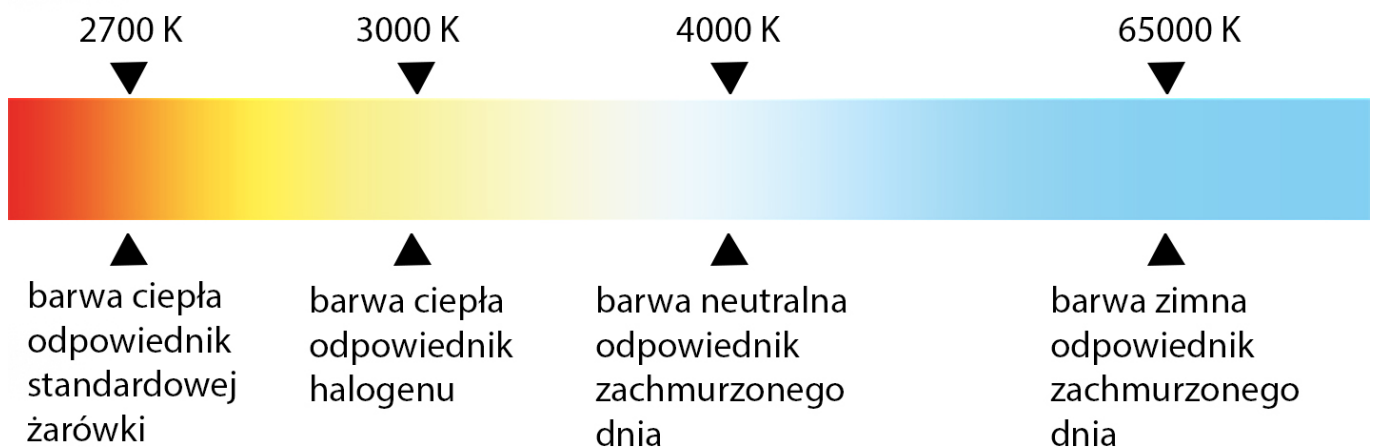 2700 K
3000 K
4000 K
65000 K
barwa ciepła
odpowiednik
standardowej
żarówki
barwa ciepła
odpowiednik
halogenu
barwa neutralna
odpowiednik
zachmurzonego
dnia
barwa zimna
odpowiednik
zachmurzonego
dnia